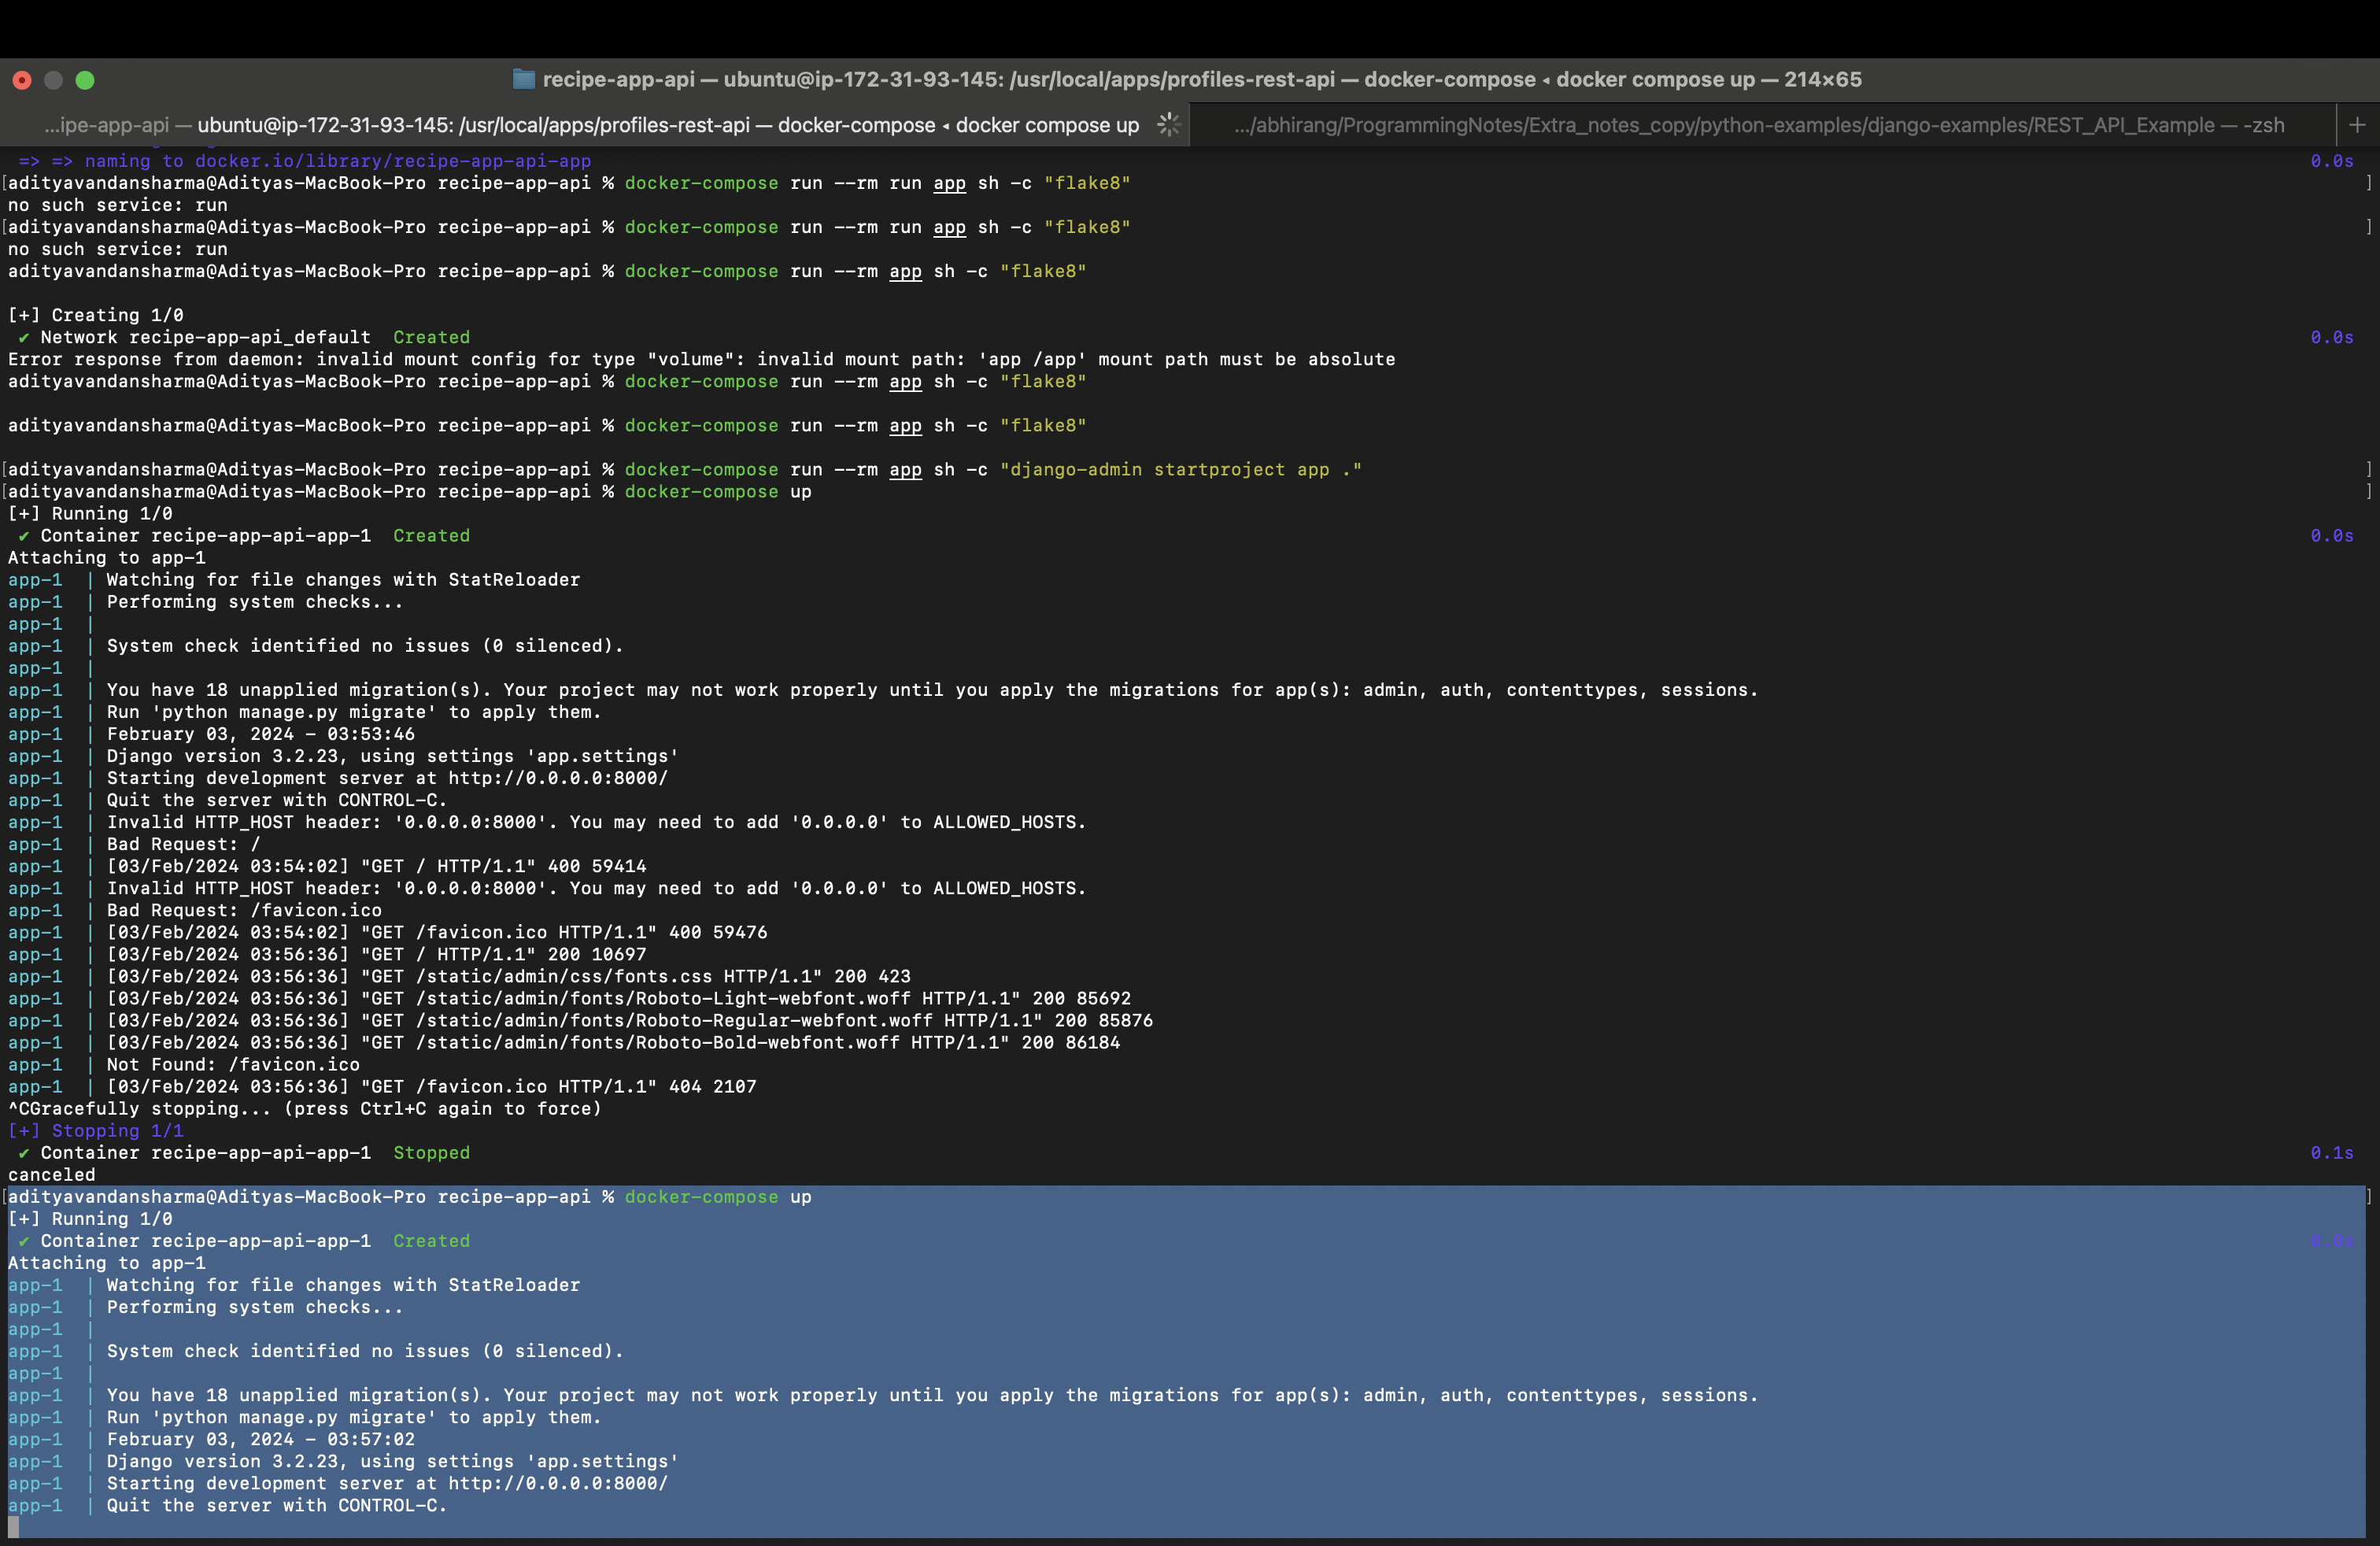 recipe-app-api — ubuntu@ip-172-31-93-145: /usr/local/apps/profiles-rest-api — docker-compose ◂ docker compose up — 214×65
...ipe-app-api — ubuntu@ip-172-31-93-145: /usr/local/apps/profiles-rest-api — docker-compose ◂ docker compose up
.../abhirang/ProgrammingNotes/Extra_notes_copy/python-examples/django-examples/REST_API_Example — -zsh +
=> => naming to docker.io/library/recipe-app-api-app 0.0s
[adityavandansharma@Adityas-MacBook-Pro recipe-app-api % docker-compose run --rm run app sh -c "flake8" ]
no such service: run
[adityavandansharma@Adityas-MacBook-Pro recipe-app-api % docker-compose run --rm run app sh -c "flake8" ]
no such service: run
adityavandansharma@Adityas-MacBook-Pro recipe-app-api % docker-compose run --rm app sh -c "flake8"
[+] Creating 1/0
✔ Network recipe-app-api_default Created 0.0s
Error response from daemon: invalid mount config for type "volume": invalid mount path: 'app /app' mount path must be absolute
adityavandansharma@Adityas-MacBook-Pro recipe-app-api % docker-compose run --rm app sh -c "flake8"
adityavandansharma@Adityas-MacBook-Pro recipe-app-api % docker-compose run --rm app sh -c "flake8"
[adityavandansharma@Adityas-MacBook-Pro recipe-app-api % docker-compose run --rm app sh -c "django-admin startproject app ." ]
[adityavandansharma@Adityas-MacBook-Pro recipe-app-api % docker-compose up ]
[+] Running 1/0
✔ Container recipe-app-api-app-1 Created 0.0s
Attaching to app-1
app-1 | Watching for file changes with StatReloader
app-1 | Performing system checks...
app-1 |
app-1 | System check identified no issues (0 silenced).
app-1 |
app-1 | You have 18 unapplied migration(s). Your project may not work properly until you apply the migrations for app(s): admin, auth, contenttypes, sessions.
app-1 | Run 'python manage.py migrate' to apply them.
app-1 | February 03, 2024 - 03:53:46
app-1 | Django version 3.2.23, using settings 'app.settings'
app-1 | Starting development server at http://0.0.0.0:8000/
app-1 | Quit the server with CONTROL-C.
app-1 | Invalid HTTP_HOST header: '0.0.0.0:8000'. You may need to add '0.0.0.0' to ALLOWED_HOSTS.
app-1 | Bad Request: /
app-1 | [03/Feb/2024 03:54:02] "GET / HTTP/1.1" 400 59414
app-1 | Invalid HTTP_HOST header: '0.0.0.0:8000'. You may need to add '0.0.0.0' to ALLOWED_HOSTS.
app-1 | Bad Request: /favicon.ico
app-1 | [03/Feb/2024 03:54:02] "GET /favicon.ico HTTP/1.1" 400 59476
app-1 | [03/Feb/2024 03:56:36] "GET / HTTP/1.1" 200 10697
app-1 | [03/Feb/2024 03:56:36] "GET /static/admin/css/fonts.css HTTP/1.1" 200 423
app-1 | [03/Feb/2024 03:56:36] "GET /static/admin/fonts/Roboto-Light-webfont.woff HTTP/1.1" 200 85692
app-1 | [03/Feb/2024 03:56:36] "GET /static/admin/fonts/Roboto-Regular-webfont.woff HTTP/1.1" 200 85876
app-1 | [03/Feb/2024 03:56:36] "GET /static/admin/fonts/Roboto-Bold-webfont.woff HTTP/1.1" 200 86184
app-1 | Not Found: /favicon.ico
app-1 | [03/Feb/2024 03:56:36] "GET /favicon.ico HTTP/1.1" 404 2107
^CGracefully stopping... (press Ctrl+C again to force)
[+] Stopping 1/1
✔ Container recipe-app-api-app-1 Stopped 0.1s
canceled
[adityavandansharma@Adityas-MacBook-Pro recipe-app-api % docker-compose up ]
[+] Running 1/0
✔ Container recipe-app-api-app-1 Created 0.0s
Attaching to app-1
app-1 | Watching for file changes with StatReloader
app-1 | Performing system checks...
app-1 |
app-1 | System check identified no issues (0 silenced).
app-1 |
app-1 | You have 18 unapplied migration(s). Your project may not work properly until you apply the migrations for app(s): admin, auth, contenttypes, sessions.
app-1 | Run 'python manage.py migrate' to apply them.
app-1 | February 03, 2024 - 03:57:02
app-1 | Django version 3.2.23, using settings 'app.settings'
app-1 | Starting development server at http://0.0.0.0:8000/
app-1 | Quit the server with CONTROL-C.